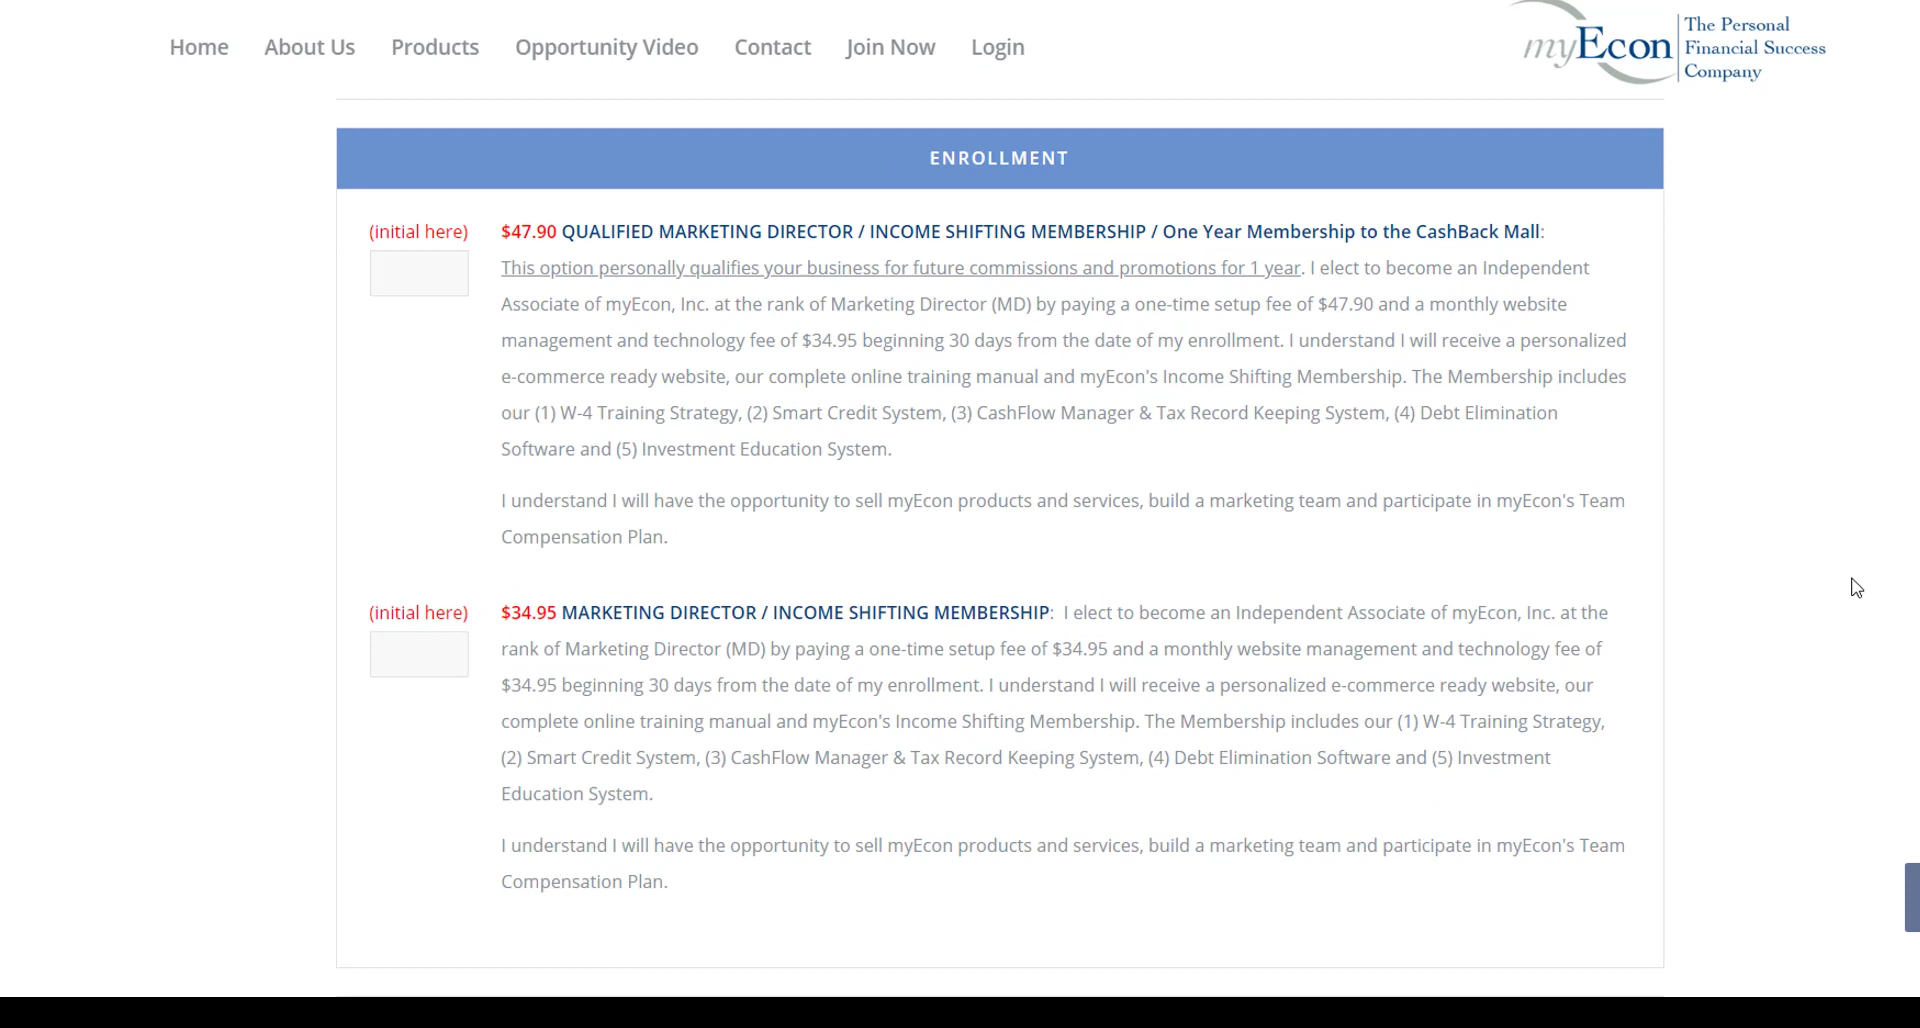 Home About Us Products Opportunity Video Contact Join Now Login
myEcon The Personal
Financial Success
Company
ENROLLMENT
(initial here) $47.90 QUALIFIED MARKETING DIRECTOR / INCOME SHIFTING MEMBERSHIP / One Year Membership to the CashBack Mall:
This option personally qualifies your business for future commissions and promotions for 1 year. I elect to become an Independent
Associate of myEcon, Inc. at the rank of Marketing Director (MD) by paying a one-time setup fee of $47.90 and a monthly website
management and technology fee of $34.95 beginning 30 days from the date of my enrollment. I understand I will receive a personalized
e-commerce ready website, our complete online training manual and myEcon's Income Shifting Membership. The Membership includes
our (1) W-4 Training Strategy, (2) Smart Credit System, (3) CashFlow Manager & Tax Record Keeping System, (4) Debt Elimination
Software and (5) Investment Education System.
I understand I will have the opportunity to sell myEcon products and services, build a marketing team and participate in myEcon's Team
Compensation Plan.
(initial here) $34.95 MARKETING DIRECTOR / INCOME SHIFTING MEMBERSHIP: I elect to become an Independent Associate of myEcon, Inc. at the
rank of Marketing Director (MD) by paying a one-time setup fee of $34.95 and a monthly website management and technology fee of
$34.95 beginning 30 days from the date of my enrollment. I understand I will receive a personalized e-commerce ready website, our
complete online training manual and myEcon's Income Shifting Membership. The Membership includes our (1) W-4 Training Strategy,
(2) Smart Credit System, (3) CashFlow Manager & Tax Record Keeping System, (4) Debt Elimination Software and (5) Investment
Education System.
I understand I will have the opportunity to sell myEcon products and services, build a marketing team and participate in myEcon's Team
Compensation Plan.